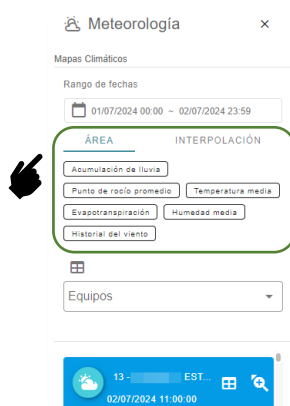 Meteorología ×
Mapas Climáticos
Rango de fechas
01/07/2024 00:00 ~ 02/07/2024 23:59
ÁREA INTERPOLACIÓN
Acumulación de lluvia
Punto de rocío promedio Temperatura media
Evapotranspiración Humedad media
Historial del viento
Equipos
13 - EST...
02/07/2024 11:00:00